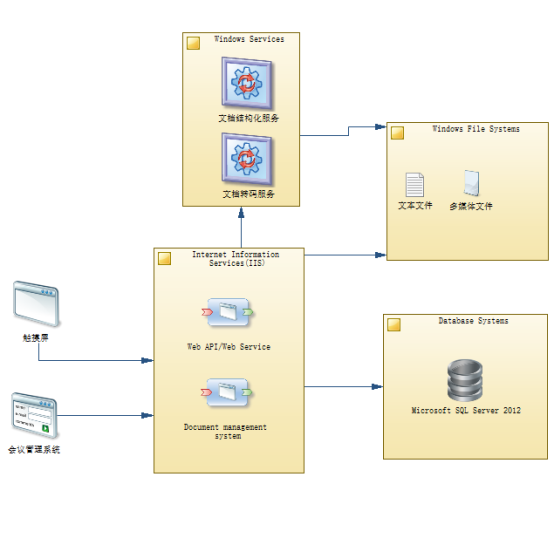 Windows Services
文档结构化服务
文档转码服务
Windows File Systems
文本文件
多媒体文件
Internet Information
Services(IIS)
Web API/Web Service
Document management
system
Database Systems
Microsoft SQL Server 2012
触摸屏
会议管理系统